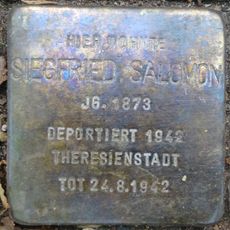 HIER WOHNTE
SIEGFRIED SALOMON
JG. 1873
DEPORTIERT 1942
THERESIENSTADT
TOT 24.8.1942